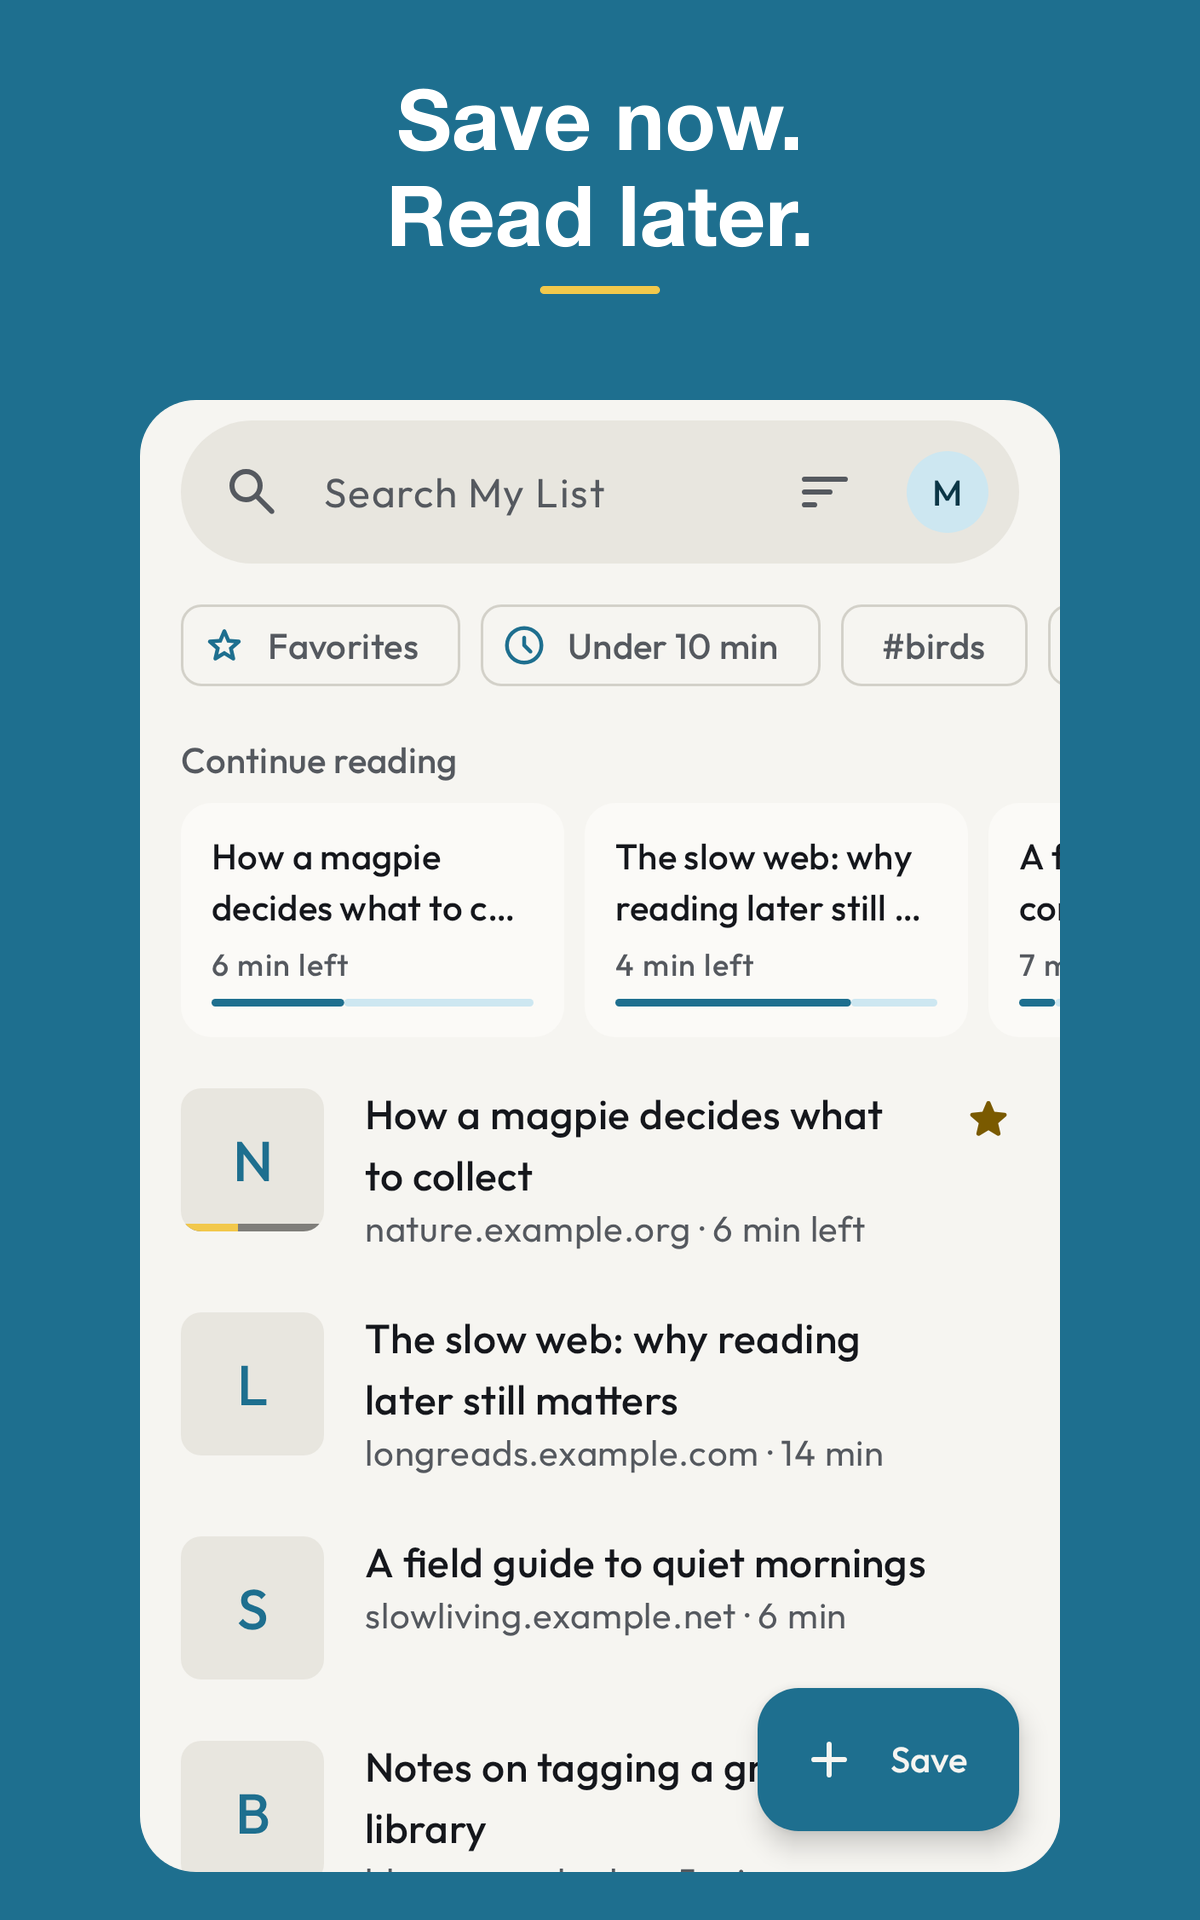 Save now.
Read later.
Search My List
M
Favorites
Under 10 min
#birds
Continue reading
How a magpie
decides what to c...
6 min left
The slow web: why
reading later still ...
4 min left
A
7
N
How a magpie decides what
to collect
nature.example.org · 6 min left
L
The slow web: why reading
later still matters
longreads.example.com · 14 min
S
A field guide to quiet mornings
slowliving.example.net · 6 min
B
Notes on tagging a
library
Save